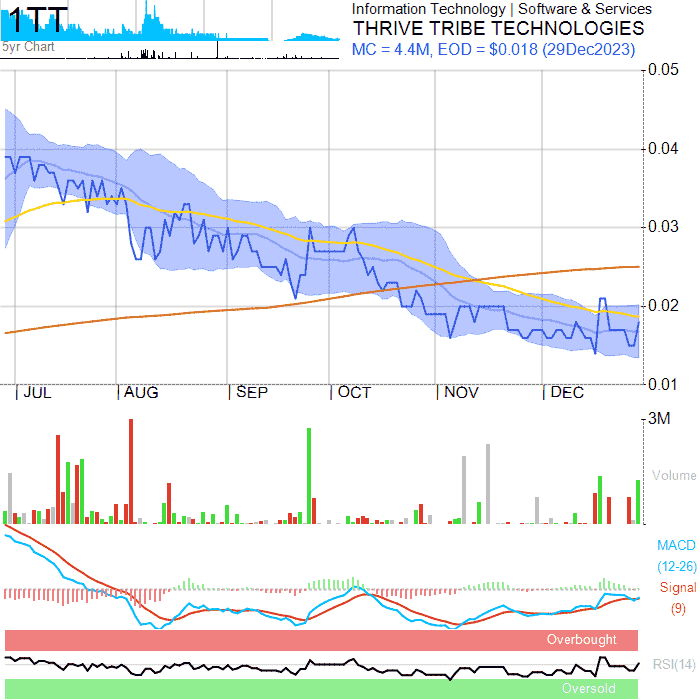 1TT
5yr Chart
Information Technology | Software & Services
THRIVE TRIBE TECHNOLOGIES
MC = 4.4M, EOD = $0.018 (29Dec2023)
0.05
0.04
0.03
0.02
0.01
| JUL | AUG | SEP | OCT | NOV | DEC
3M
Volume
MACD
(12-26)
Signal
(9)
Overbought
RSI(14)
Oversold